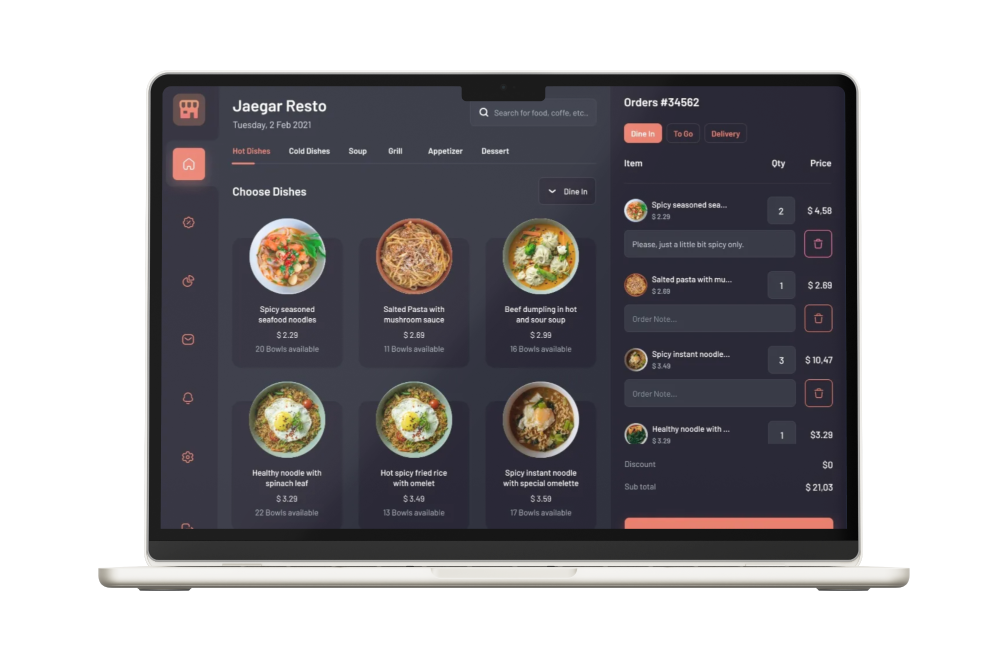 Jaegar Resto
Tuesday, 2 Feb 2021
Search for food, coffe, etc..
Hot Dishes
Cold Dishes
Soup
Grill
Appetizer
Dessert
Choose Dishes
Dine In
Spicy seasoned
seafood noodles
$ 2.29
20 Bowls available
Salted Pasta with
mushroom sauce
$ 2.69
11 Bowls available
Beef dumpling in hot
and sour soup
$ 2.99
16 Bowls available
Healthy noodle with
spinach leaf
$ 3.29
22 Bowls available
Hot spicy fried rice
with omelet
$ 3.49
13 Bowls available
Spicy instant noodle
with special omelette
$ 3.59
17 Bowls available
Orders #34562
Dine In
To Go
Delivery
Item Qty Price
Spicy seasoned sea... 2 $ 4,58
$ 2.29
Please, just a little bit spicy only.
Salted pasta with mu... 1 $ 2.69
$ 2.69
Order Note...
Spicy instant noodle... 3 $ 10,47
$ 3.49
Order Note...
Healthy noodle with ... 1 $3.29
$ 3.29
Discount $0
Sub total $ 21,03